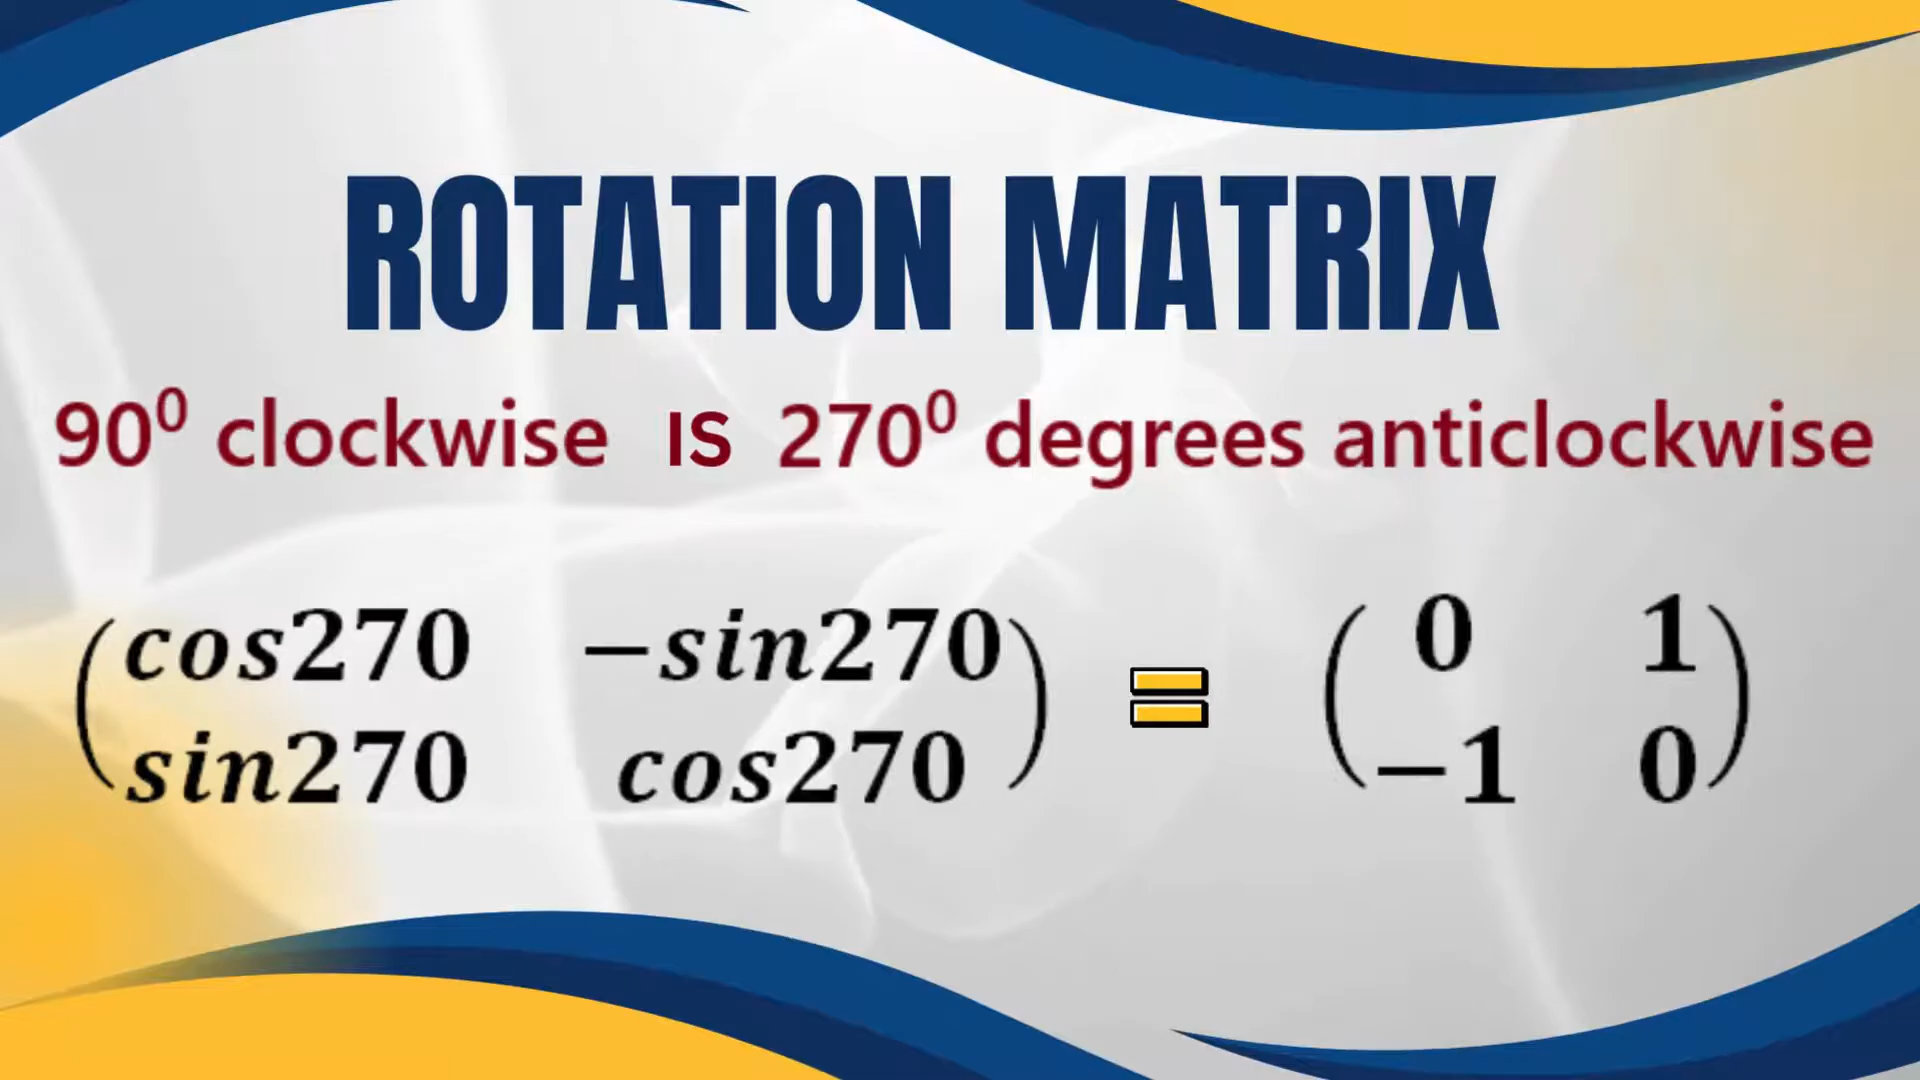 ROTATION MATRIX
90⁰ clockwise IS 270⁰ degrees anticlockwise
(cos270 −sin270) = (0 1)
(sin270 cos270) (−1 0)